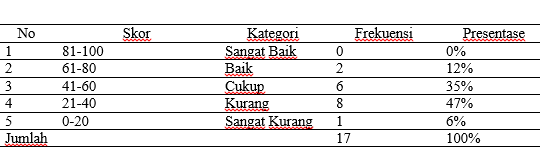 No Skor Kategori Frekuensi Presentase
1 81-100 Sangat Baik 0 0%
2 61-80 Baik 2 12%
3 41-60 Cukup 6 35%
4 21-40 Kurang 8 47%
5 0-20 Sangat Kurang 1 6%
Jumlah 17 100%